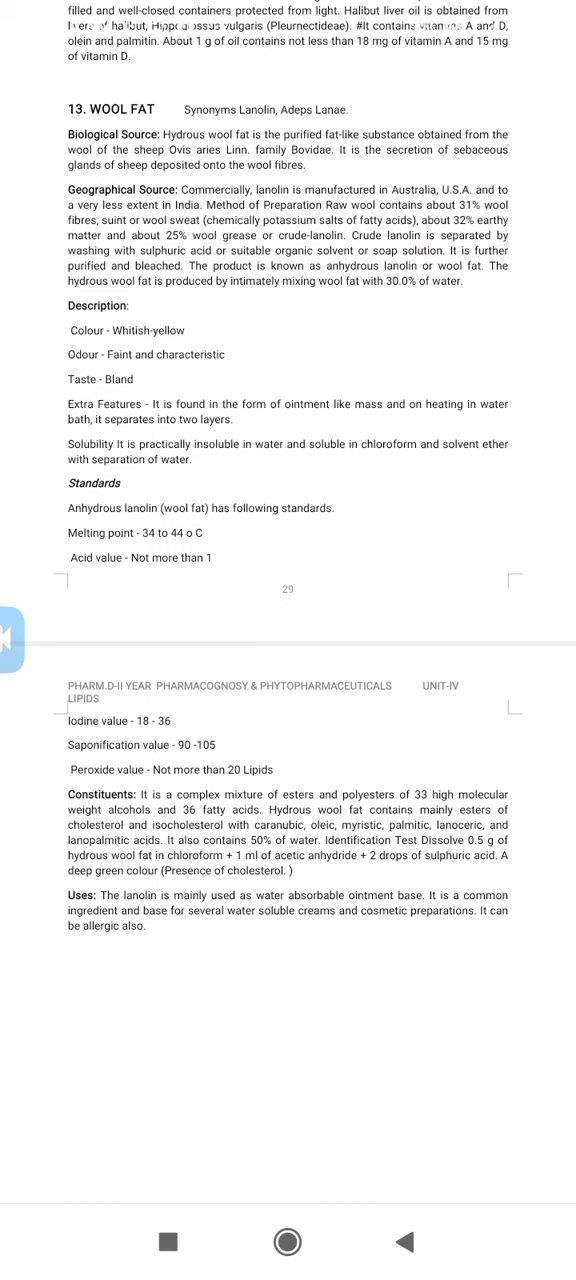 filled and well-closed containers protected from light. Halibut liver oil is obtained from
livers of halibut, Hippoglossus vulgaris (Pleurnectideae). #It contains vitamins A and D,
olein and palmitin. About 1 g of oil contains not less than 18 mg of vitamin A and 15 mg
of vitamin D.
13. WOOL FAT Synonyms Lanolin, Adeps Lanae.
Biological Source: Hydrous wool fat is the purified fat-like substance obtained from the
wool of the sheep Ovis aries Linn. family Bovidae. It is the secretion of sebaceous
glands of sheep deposited onto the wool fibres.
Geographical Source: Commercially, lanolin is manufactured in Australia, U.S.A. and to
a very less extent in India. Method of Preparation Raw wool contains about 31% wool
fibres, suint or wool sweat (chemically potassium salts of fatty acids), about 32% earthy
matter and about 25% wool grease or crude-lanolin. Crude lanolin is separated by
washing with sulphuric acid or suitable organic solvent or soap solution. It is further
purified and bleached. The product is known as anhydrous lanolin or wool fat. The
hydrous wool fat is produced by intimately mixing wool fat with 30.0% of water.
Description:
Colour - Whitish-yellow
Odour - Faint and characteristic
Taste - Bland
Extra Features - It is found in the form of ointment like mass and on heating in water
bath, it separates into two layers.
Solubility It is practically insoluble in water and soluble in chloroform and solvent ether
with separation of water.
Standards
Anhydrous lanolin (wool fat) has following standards.
Melting point - 34 to 44 o C
Acid value - Not more than 1
29
PHARM.D-II YEAR PHARMACOGNOSY & PHYTOPHARMACEUTICALS UNIT-IV
LIPIDS
Iodine value - 18 - 36
Saponification value - 90 -105
Peroxide value - Not more than 20 Lipids
Constituents: It is a complex mixture of esters and polyesters of 33 high molecular
weight alcohols and 36 fatty acids. Hydrous wool fat contains mainly esters of
cholesterol and isocholesterol with caranubic, oleic, myristic, palmitic, lanoceric, and
lanopalmitic acids. It also contains 50% of water. Identification Test Dissolve 0.5 g of
hydrous wool fat in chloroform + 1 ml of acetic anhydride + 2 drops of sulphuric acid. A
deep green colour (Presence of cholesterol. )
Uses: The lanolin is mainly used as water absorbable ointment base. It is a common
ingredient and base for several water soluble creams and cosmetic preparations. It can
be allergic also.